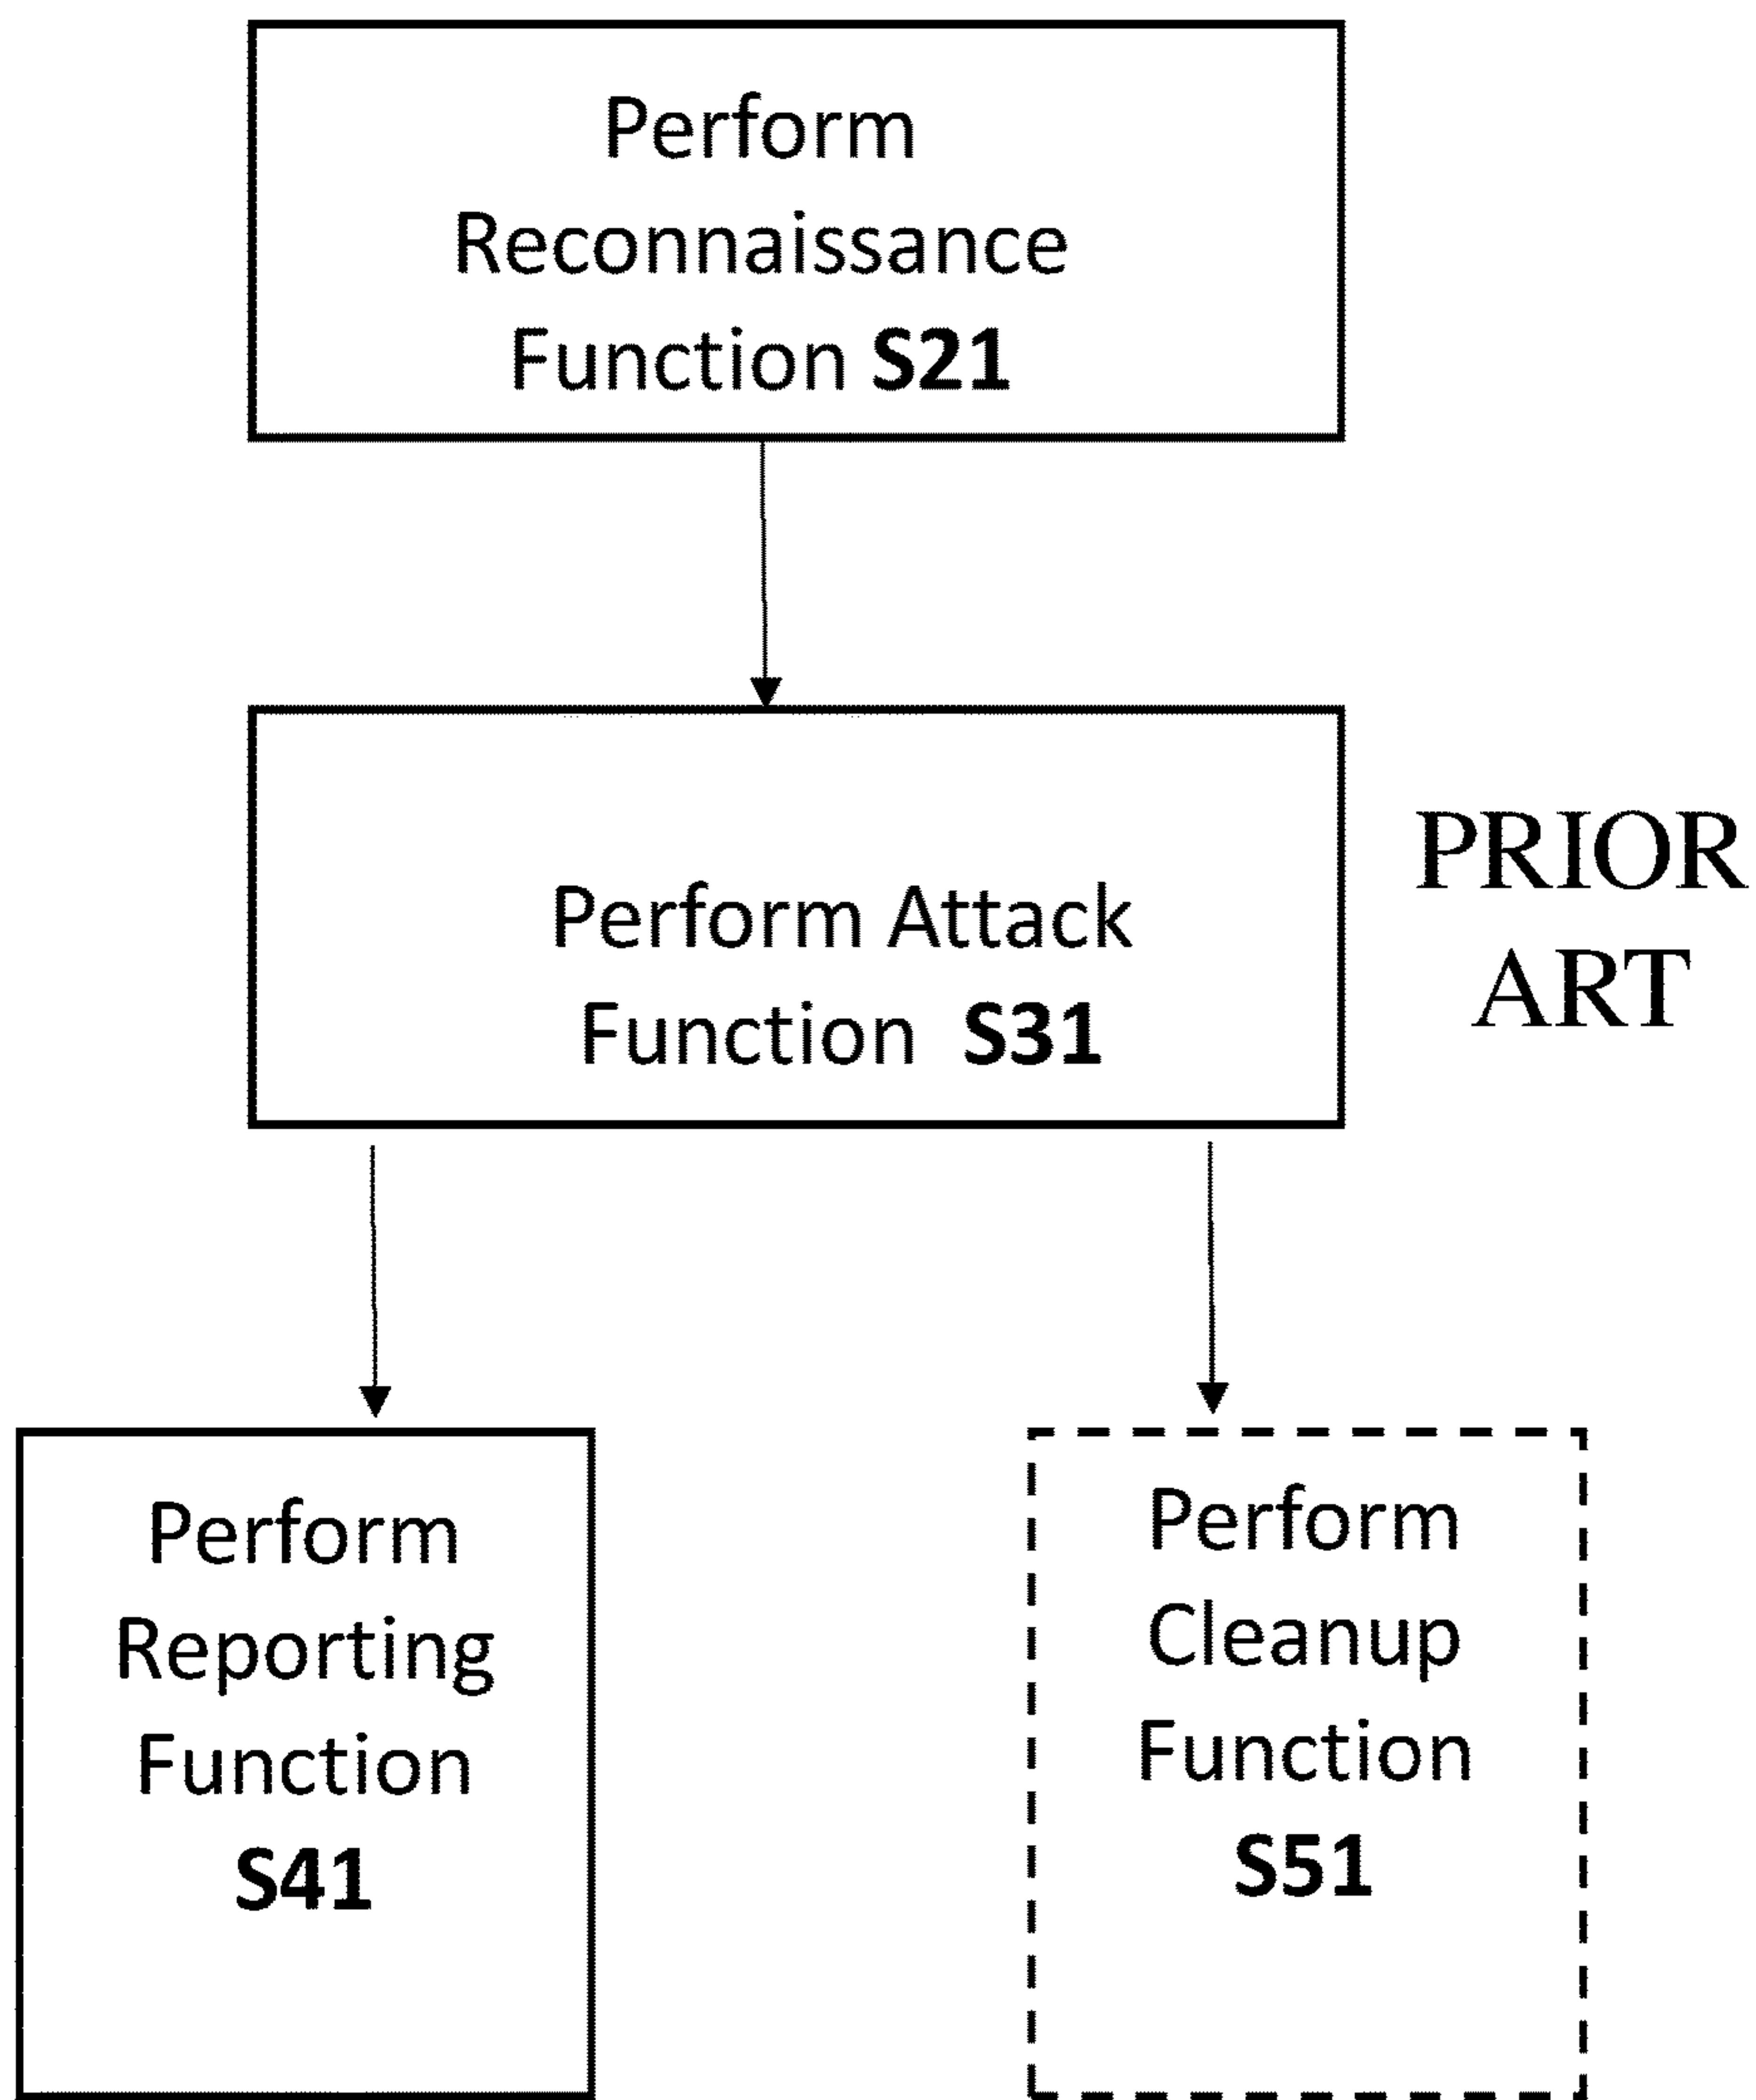 Perform
Reconnaissance
Function S21
Perform Attack
Function S31
PRIOR
ART
Perform
Reporting
Function
S41
Perform
Cleanup
Function
S51